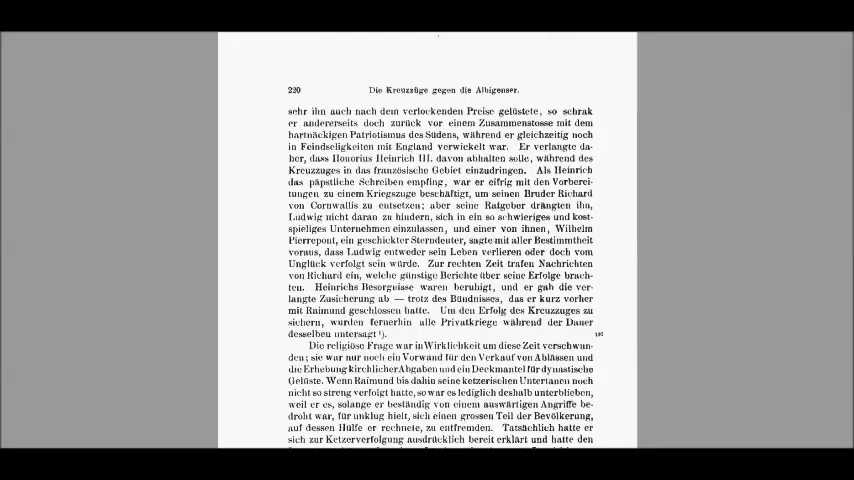 220 Die Kreuzzüge gegen die Albigenser.
sehr ihn auch nach dem verlockenden Preise gelüstete, so schrak
er andererseits doch zurück vor einem Zusammenstosse mit dem
hartnäckigen Patriotismus des Südens, während er gleichzeitig noch
in Feindseligkeiten mit England verwickelt war. Er verlangte da-
her, dass Honorius Heinrich III. davon abhalten solle, während des
Kreuzzuges in das französische Gebiet einzudringen. Als Heinrich
das päpstliche Schreiben empfing, war er eifrig mit den Vorberei-
tungen zu einem Kriegszuge beschäftigt, um seinen Bruder Richard
von Cornwallis zu entsetzen; aber seine Ratgeber drängten ihn,
Ludwig nicht daran zu hindern, sich in ein so schwieriges und kost-
spieliges Unternehmen einzulassen, und einer von ihnen, Wilhelm
Pierrepont, ein geschickter Sterndeuter, sagte mit aller Bestimmtheit
voraus, dass Ludwig entweder sein Leben verlieren oder doch vom
Unglück verfolgt sein würde. Zur rechten Zeit trafen Nachrichten
von Richard ein, welche günstige Berichte über seine Erfolge brach-
ten. Heinrichs Besorgnisse waren beruhigt, und er gab die ver-
langte Zusicherung ab — trotz des Bündnisses, das er kurz vorher
mit Raimund geschlossen hatte. Um den Erfolg des Kreuzzuges zu
sichern, wurden fernerhin alle Privatkriege während der Dauer
desselben untersagt ¹).
Die religiöse Frage war in Wirklichkeit um diese Zeit verschwun-
den; sie war nur noch ein Vorwand für den Verkauf von Ablässen und
die Erhebung kirchlicher Abgaben und ein Deckmantel für dynastische
Gelüste. Wenn Raimund bis dahin seine ketzerischen Untertanen noch
nicht so streng verfolgt hatte, so war es lediglich deshalb unterblieben,
weil er es, solange er beständig von einem auswärtigen Angriffe be-
droht war, für unklug hielt, sich einen grossen Teil der Bevölkerung,
auf dessen Hülfe er rechnete, zu entfremden. Tatsächlich hatte er
sich zur Ketzerverfolgung ausdrücklich bereit erklärt und hatte den